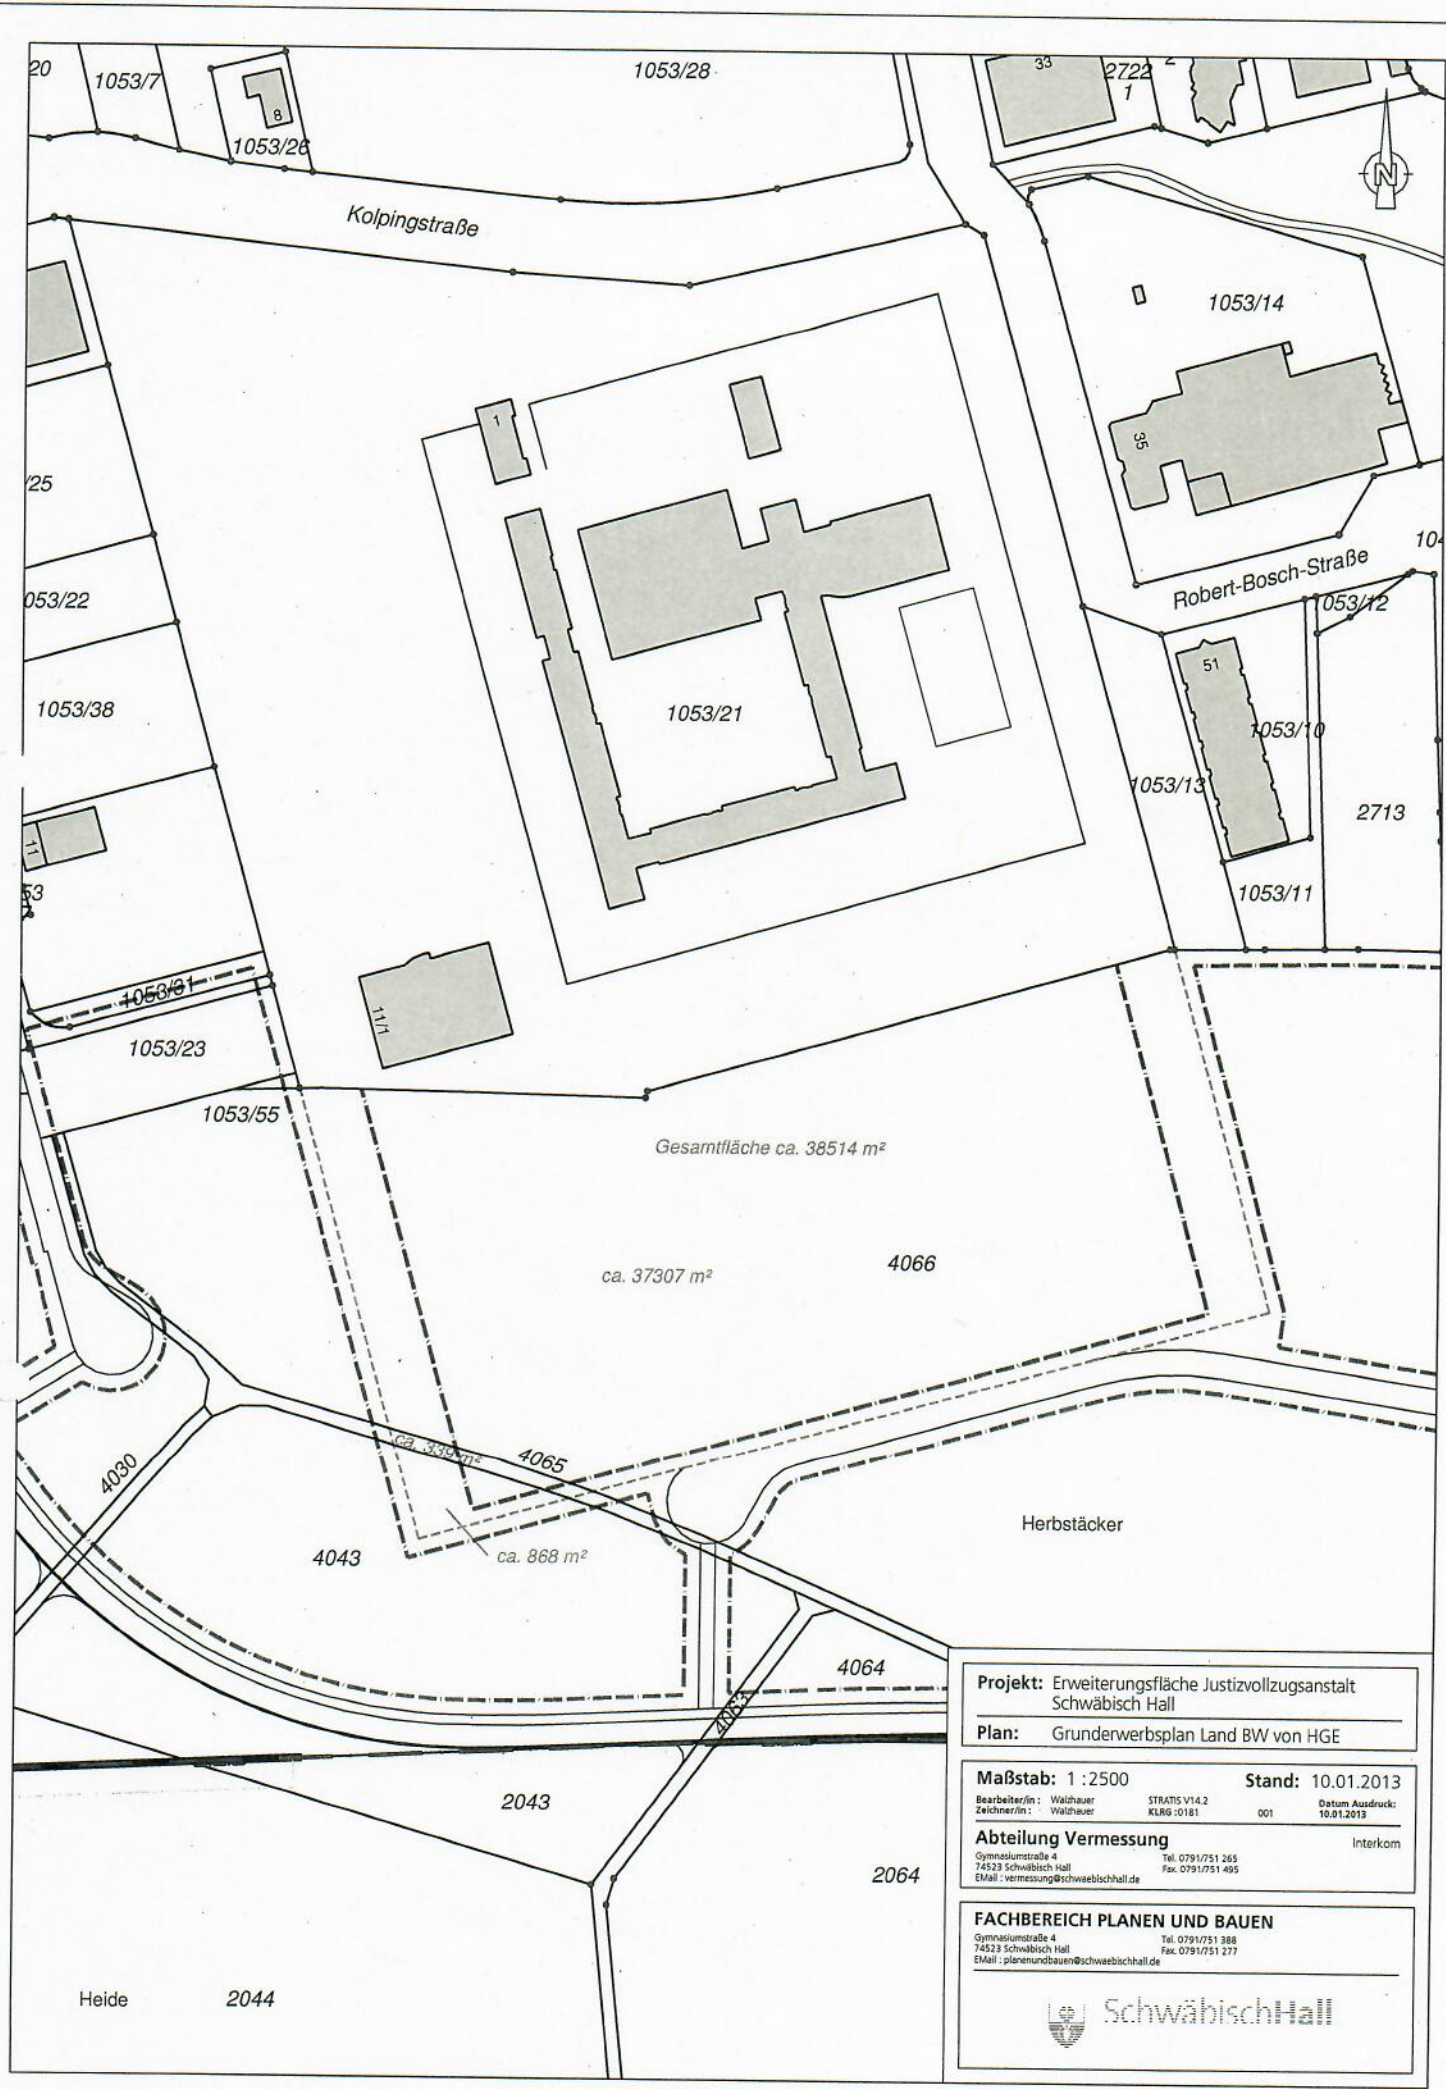 20
1053/7
8
1053/26
1053/28
33
2722
1
2
N
Kolpingstraße
1053/14
35
1
/25
053/22
1053/38
1053/21
Robert-Bosch-Straße
104
1053/12
51
1053/10
1053/13
2713
1053/11
11
53
1053/31
1053/23
1053/55
11/1
Gesamtfläche ca. 38514 m²
ca. 37307 m²
4066
ca. 339 m²
4065
4030
4043
ca. 868 m²
Herbstäcker
4064
4063
2043
2064
Heide
2044
Projekt: Erweiterungsfläche Justizvollzugsanstalt
Schwäbisch Hall
Plan: Grunderwerbsplan Land BW von HGE
Maßstab: 1 :2500 Stand: 10.01.2013
Bearbeiter/in : Walzhauer STRATIS V14.2 Datum Ausdruck:
Zeichner/in : Walzhauer KLRG :0181 001 10.01.2013
Abteilung Vermessung Interkom
Gymnasiumstraße 4 Tel. 0791/751 265
74523 Schwäbisch Hall Fax. 0791/751 495
EMail : vermessung@schwaebischhall.de
FACHBEREICH PLANEN UND BAUEN
Gymnasiumstraße 4 Tel. 0791/751 388
74523 Schwäbisch Hall Fax. 0791/751 277
EMail : planenundbauen@schwaebischhall.de
SchwäbischHall